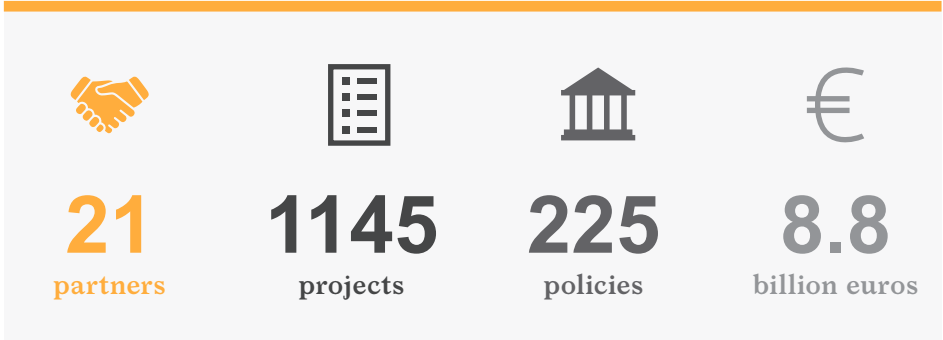 21
partners
1145
projects
225
policies
€
8.8
billion euros